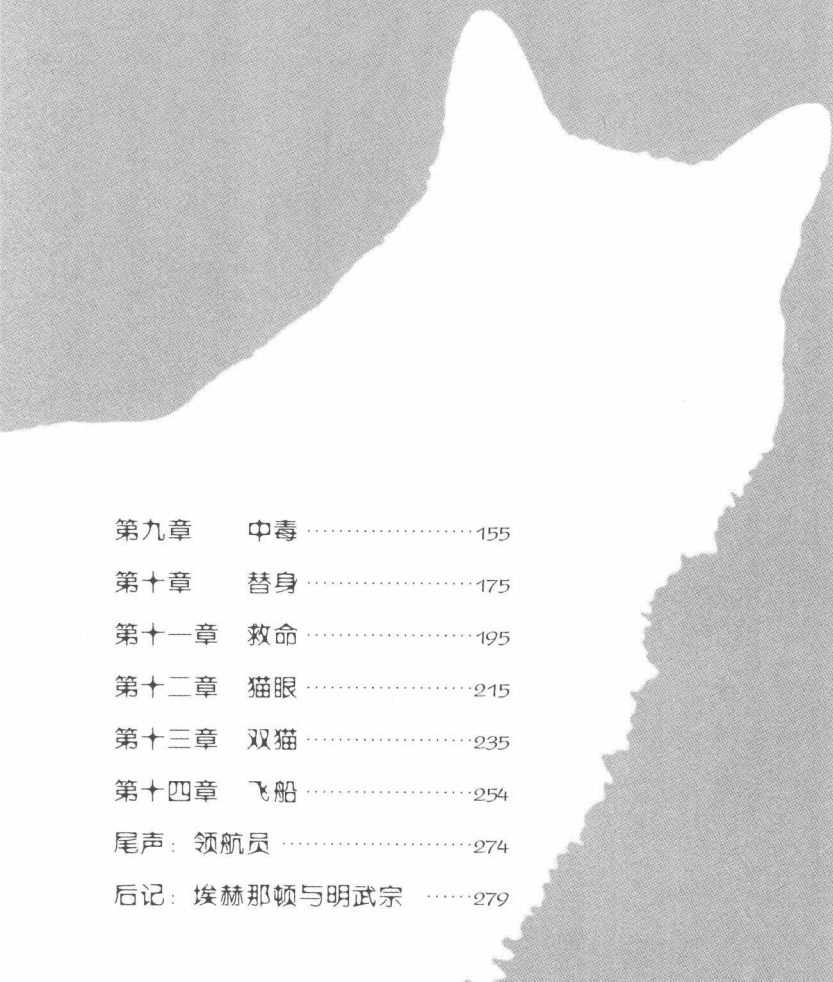 第九章 中毒 ····················155
第十章 替身 ····················175
第十一章 救命 ····················195
第十二章 猫眼 ····················215
第十三章 双猫 ····················235
第十四章 飞船 ····················254
尾声：领航员 ·······················274
后记：埃赫那顿与明武宗 ······279